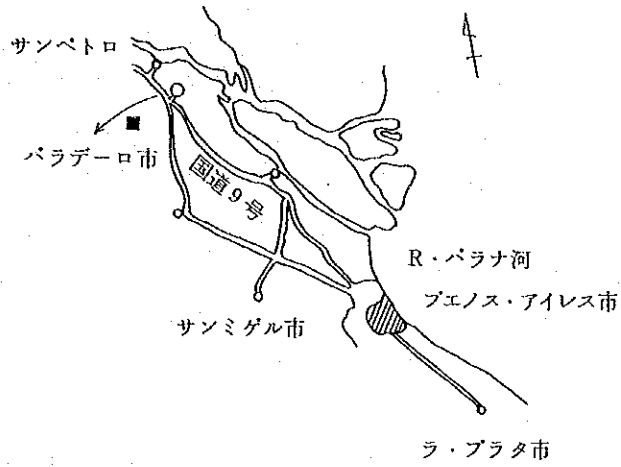 サンペトロ
パラデーロ市
国道9号
R・パラナ河
ブエノス・アイレス市
サンミゲル市
ラ・プラタ市